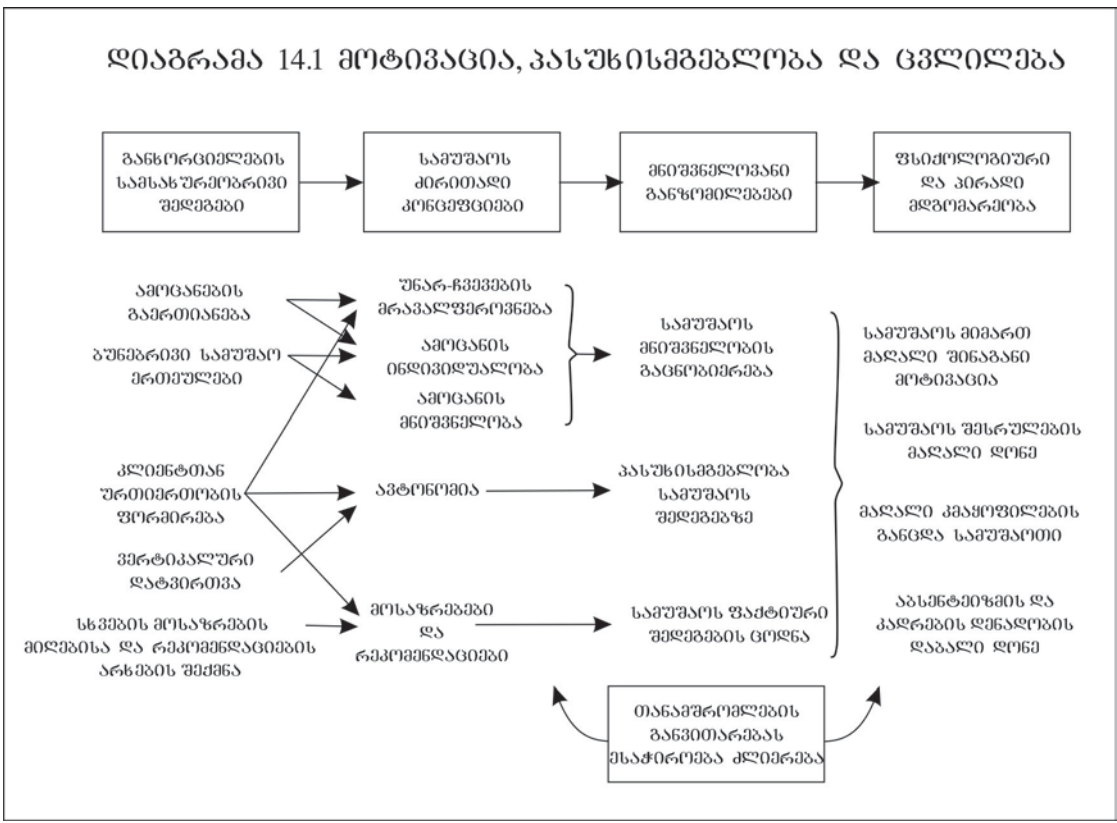 დიაგრამა 14.1 მოტივაცია, პასუხისმგებლობა და ცვლილება
განხორციელების
სამსახურეობრივი
შედეგები
სამუშაოს
ძირითადი
კონცეფციები
მნიშვნელოვანი
განზომილებები
ფსიქოლოგიური
და პირადი
მდგომარეობა
ამოცანების
გაერთიანება
ბუნებრივი სამუშაო
ერთეულები
კლიენტთან
ურთიერთობის
ფორმირება
ვერტიკალური
დატვირთვა
სხვების მოსაზრების
მიღებისა და რეკომენდაციების
არხების შექმნა
უნარ-ჩვევების
მრავალფეროვნება
ამოცანის
ინდივიდუალობა
ამოცანის
მნიშვნელობა
ავტონომია
მოსაზრებები
და
რეკომენდაციები
სამუშაოს
მნიშვნელობის
გაცნობიერება
პასუხისმგებლობა
სამუშაოს
შედეგებზე
სამუშაოს ფაქტიური
შედეგების ცოდნა
სამუშაოს მიმართ
მაღალი შინაგანი
მოტივაცია
სამუშაოს შესრულების
მაღალი დონე
მაღალი კმაყოფილების
განცდა სამუშაოთი
აბსენტეიზმის და
კადრების დენადობის
დაბალი დონე
თანამშრომლების
განვითარებას
ესაჭიროება ძლიერება